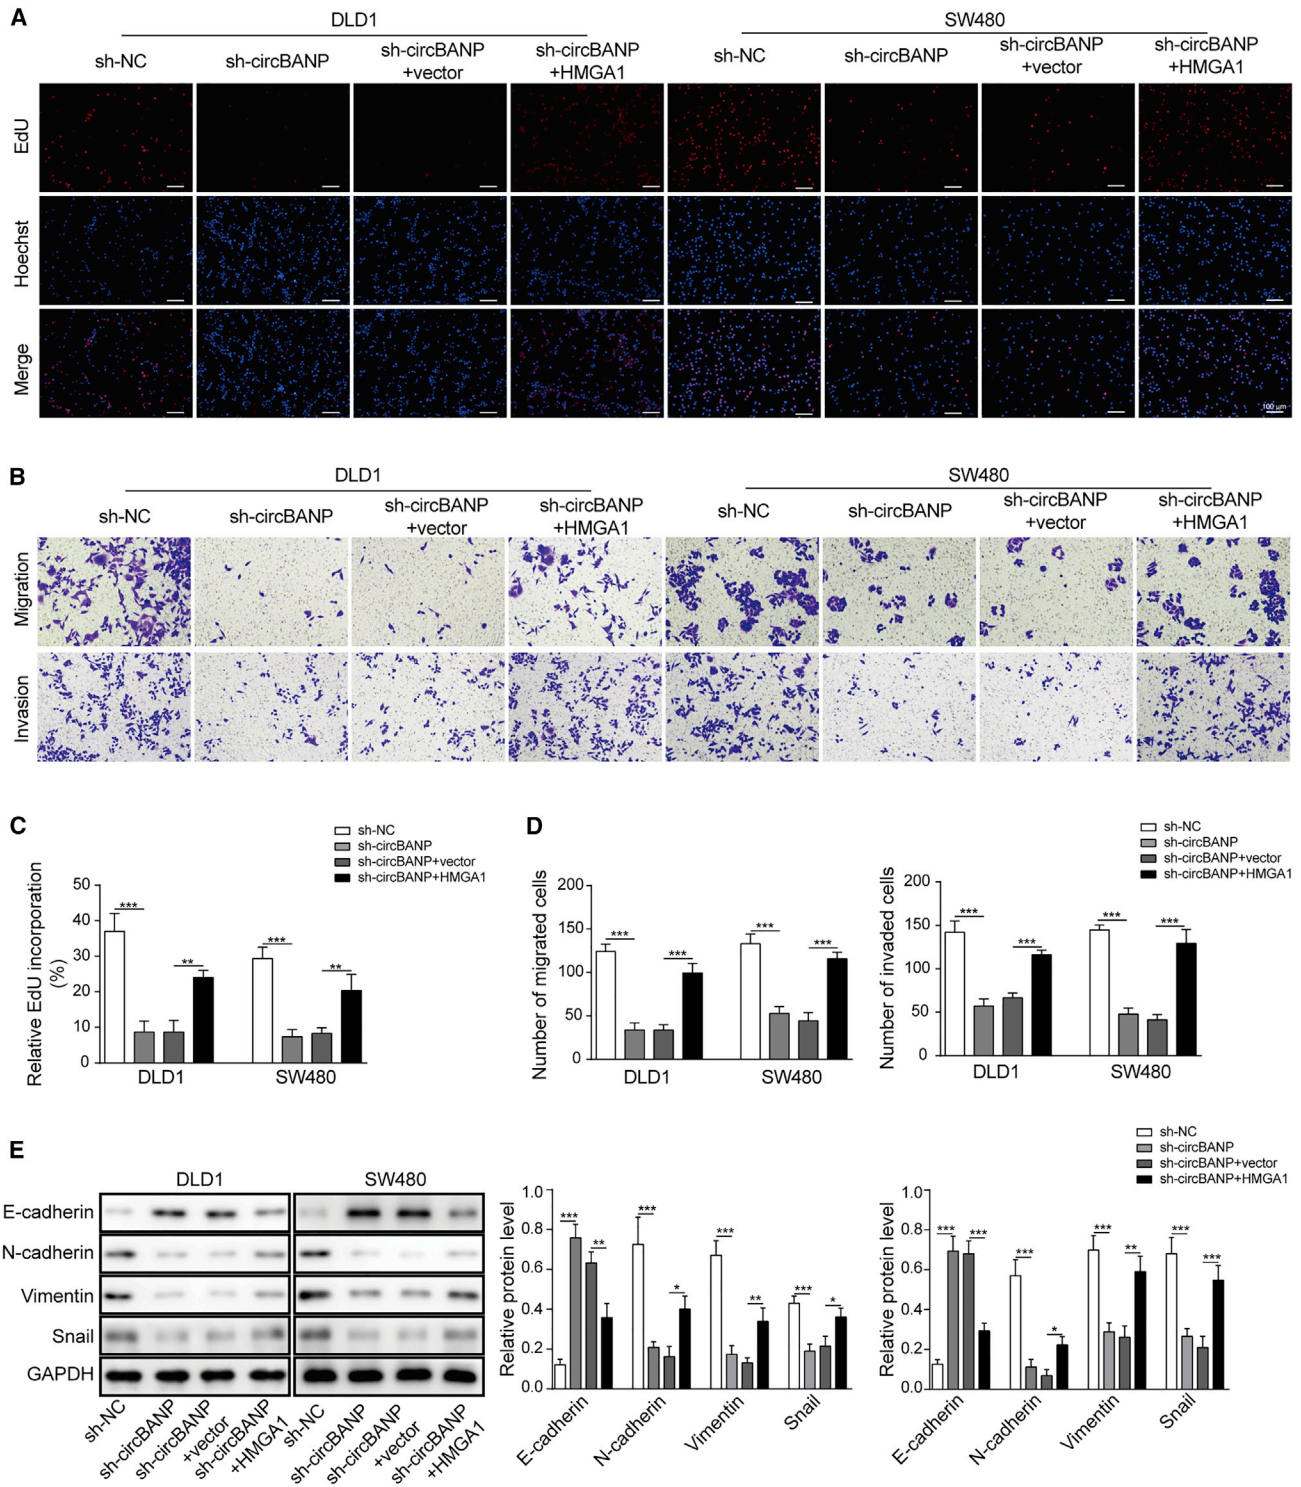 A
DLD1
SW480
sh-NC
sh-circBANP
sh-circBANP
+vector
sh-circBANP
+HMGA1
sh-NC
sh-circBANP
sh-circBANP
+vector
sh-circBANP
+HMGA1
EdU
Hoechst
Merge
100 μm
B
DLD1
SW480
sh-NC
sh-circBANP
sh-circBANP
+vector
sh-circBANP
+HMGA1
sh-NC
sh-circBANP
sh-circBANP
+vector
sh-circBANP
+HMGA1
Migration
Invasion
C
sh-NC
sh-circBANP
sh-circBANP+vector
sh-circBANP+HMGA1
Relative EdU incorporation
(%)
50
40
30
20
10
0
***
**
***
**
DLD1
SW480
D
Number of migrated cells
200
150
100
50
0
***
***
***
***
DLD1
SW480
sh-NC
sh-circBANP
sh-circBANP+vector
sh-circBANP+HMGA1
Number of invaded cells
200
150
100
50
0
***
***
***
***
DLD1
SW480
E
DLD1
SW480
E-cadherin
N-cadherin
Vimentin
Snail
GAPDH
sh-NC
sh-circBANP
sh-circBANP
+vector
sh-circBANP
+HMGA1
sh-NC
sh-circBANP
sh-circBANP
+vector
sh-circBANP
+HMGA1
Relative protein level
1.0
0.8
0.6
0.4
0.2
0.0
***
**
***
*
***
**
***
*
E-cadherin
N-cadherin
Vimentin
Snail
sh-NC
sh-circBANP
sh-circBANP+vector
sh-circBANP+HMGA1
Relative protein level
1.0
0.8
0.6
0.4
0.2
0.0
***
***
***
*
***
**
***
***
E-cadherin
N-cadherin
Vimentin
Snail